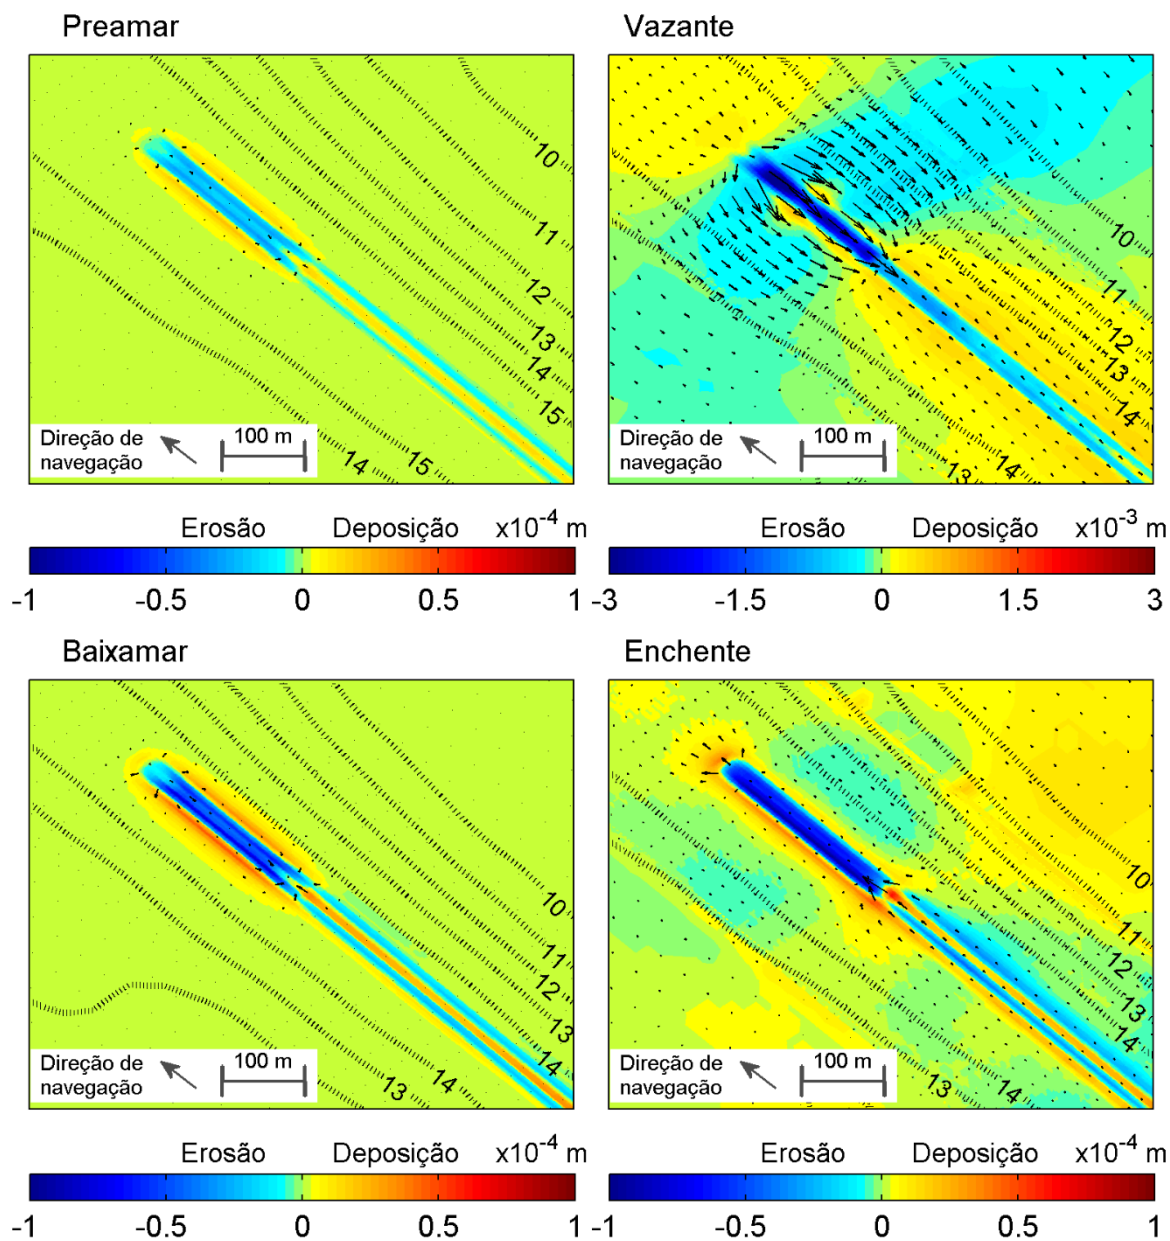 Preamar
Vazante
10
11
12
13
14
15
15
14
Direção de
navegação
100 m
10
11
12
13
14
14
13
Direção de
navegação
100 m
Erosão Deposição x10-4 m
-1 -0.5 0 0.5 1
Erosão Deposição x10-3 m
-3 -1.5 0 1.5 3
Baixamar
Enchente
10
11
12
13
14
14
13
Direção de
navegação
100 m
10
11
12
13
14
14
13
Direção de
navegação
100 m
Erosão Deposição x10-4 m
-1 -0.5 0 0.5 1
Erosão Deposição x10-4 m
-1 -0.5 0 0.5 1